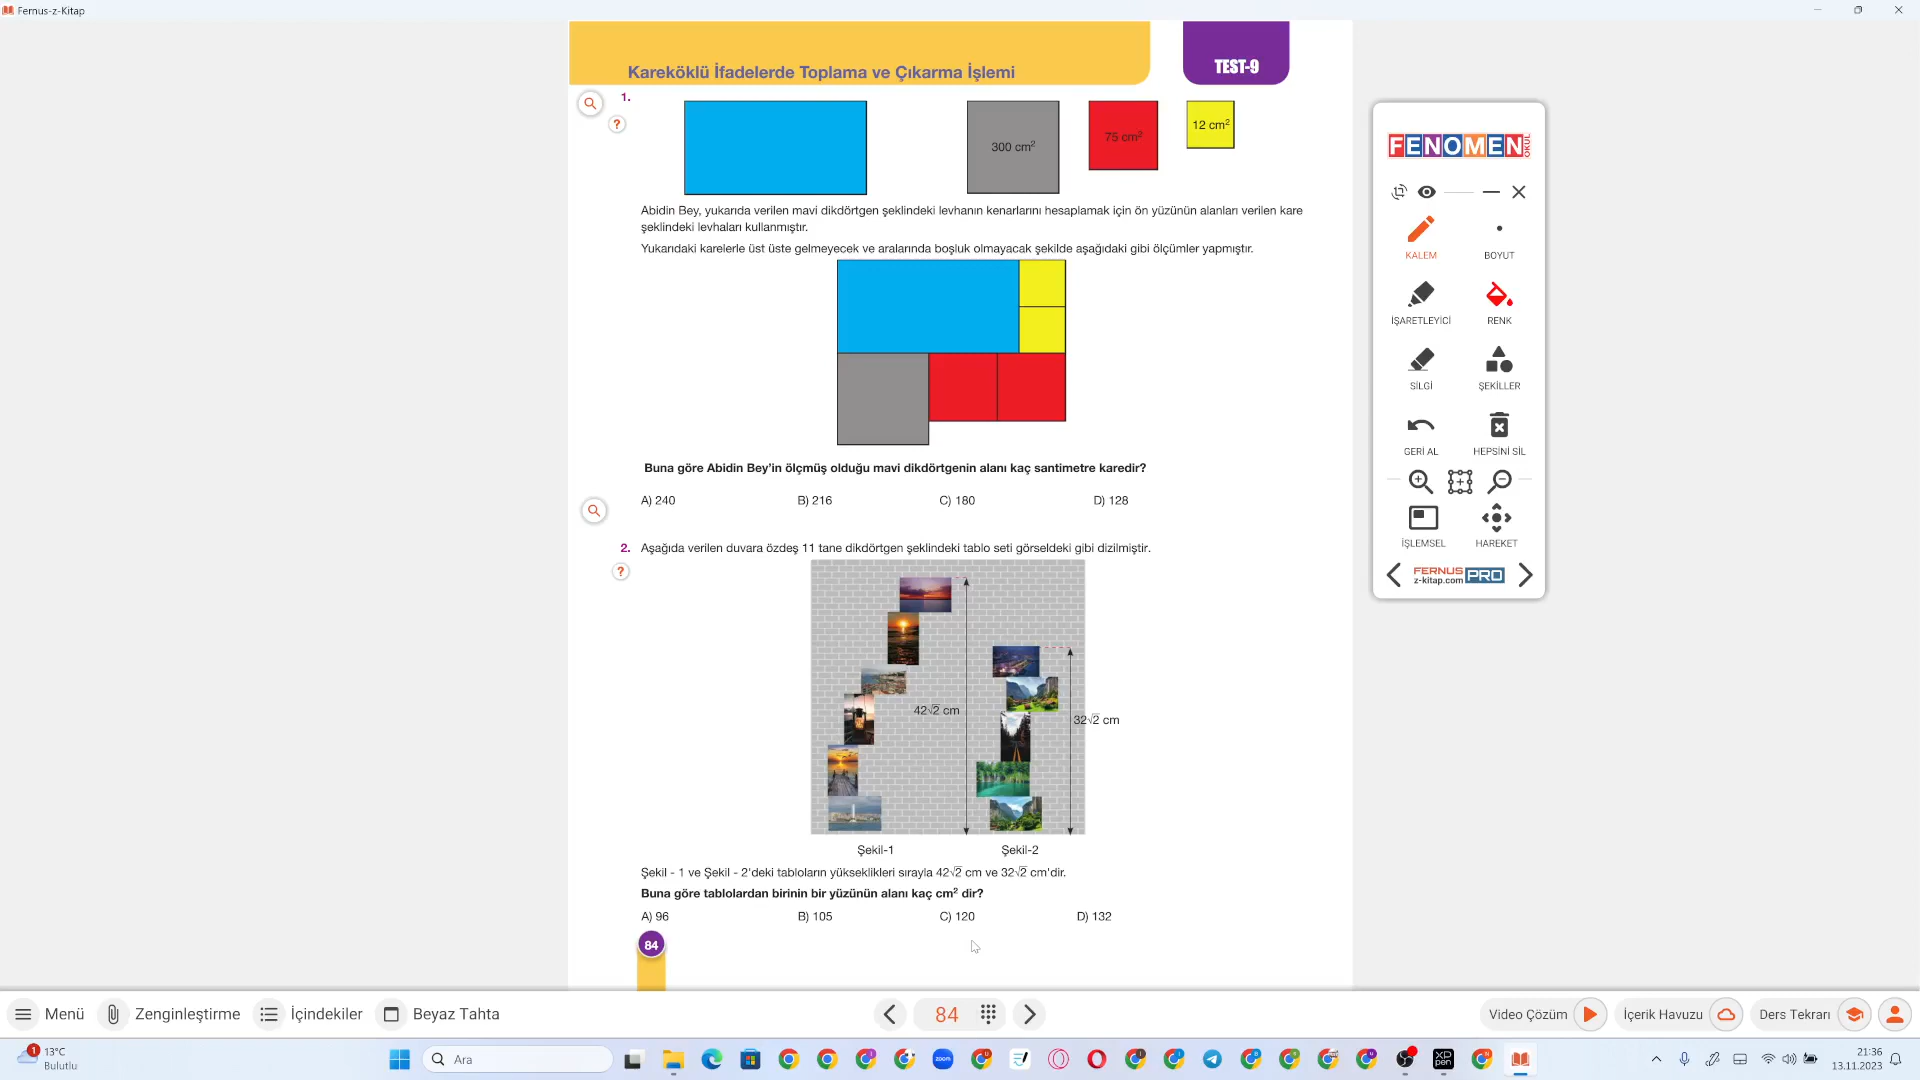 Fernus-z-Kitap
Kareköklü İfadelerde Toplama ve Çıkarma İşlemi
TEST-9
1.
?
300 cm²
75 cm²
12 cm²
Abidin Bey, yukarıda verilen mavi dikdörtgen şeklindeki levhanın kenarlarını hesaplamak için ön yüzünün alanları verilen kare
şeklindeki levhaları kullanmıştır.
Yukarıdaki karelerle üst üste gelmeyecek ve aralarında boşluk olmayacak şekilde aşağıdaki gibi ölçümler yapmıştır.
Buna göre Abidin Bey'in ölçmüş olduğu mavi dikdörtgenin alanı kaç santimetre karedir?
A) 240 B) 216 C) 180 D) 128
2. Aşağıda verilen duvara özdeş 11 tane dikdörtgen şeklindeki tablo seti görseldeki gibi dizilmiştir.
?
42√2 cm
32√2 cm
Şekil-1 Şekil-2
Şekil - 1 ve Şekil - 2'deki tabloların yükseklikleri sırayla 42√2 cm ve 32√2 cm'dir.
Buna göre tablolardan birinin bir yüzünün alanı kaç cm² dir?
A) 96 B) 105 C) 120 D) 132
84
FENOMEN OKUL
KALEM BOYUT
İŞARETLEYİCİ RENK
SİLGİ ŞEKİLLER
GERİ AL HEPSİNİ SİL
İŞLEMSEL HAREKET
FERNUS
z-kitap.com PRO
Menü Zenginleştirme İçindekiler Beyaz Tahta 84 Video Çözüm İçerik Havuzu Ders Tekrarı
1
13°C
Bulutlu
Ara
zoom
XP
pen
21:36
13.11.2023